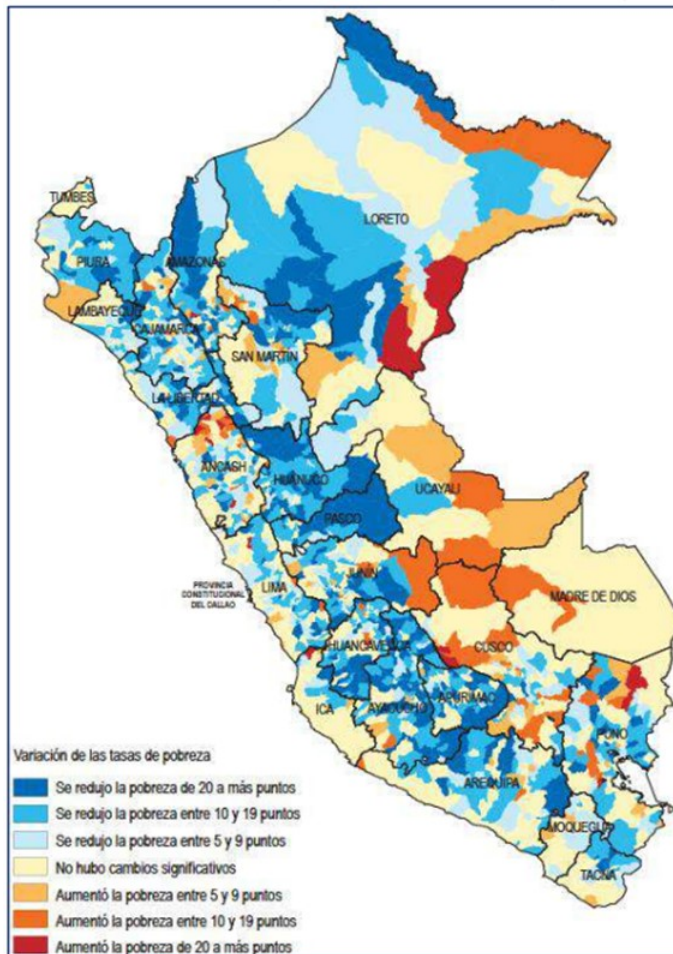 TUMBES
PIURA
LAMBAYEQUE
CAJAMARCA
AMAZONAS
LORETO
SAN MARTIN
LA LIBERTAD
ANCASH
HUANUCO
UCAYALI
PASCO
JUNIN
LIMA
PROVINCIA
CONSTITUCIONAL
DEL CALLAO
MADRE DE DIOS
HUANCAVELICA
CUSCO
ICA
AYACUCHO
APURIMAC
PUNO
AREQUIPA
MOQUEGUA
TACNA
Variación de las tasas de pobreza
Se redujo la pobreza de 20 a más puntos
Se redujo la pobreza entre 10 y 19 puntos
Se redujo la pobreza entre 5 y 9 puntos
No hubo cambios significativos
Aumentó la pobreza entre 5 y 9 puntos
Aumentó la pobreza entre 10 y 19 puntos
Aumentó la pobreza de 20 a más puntos